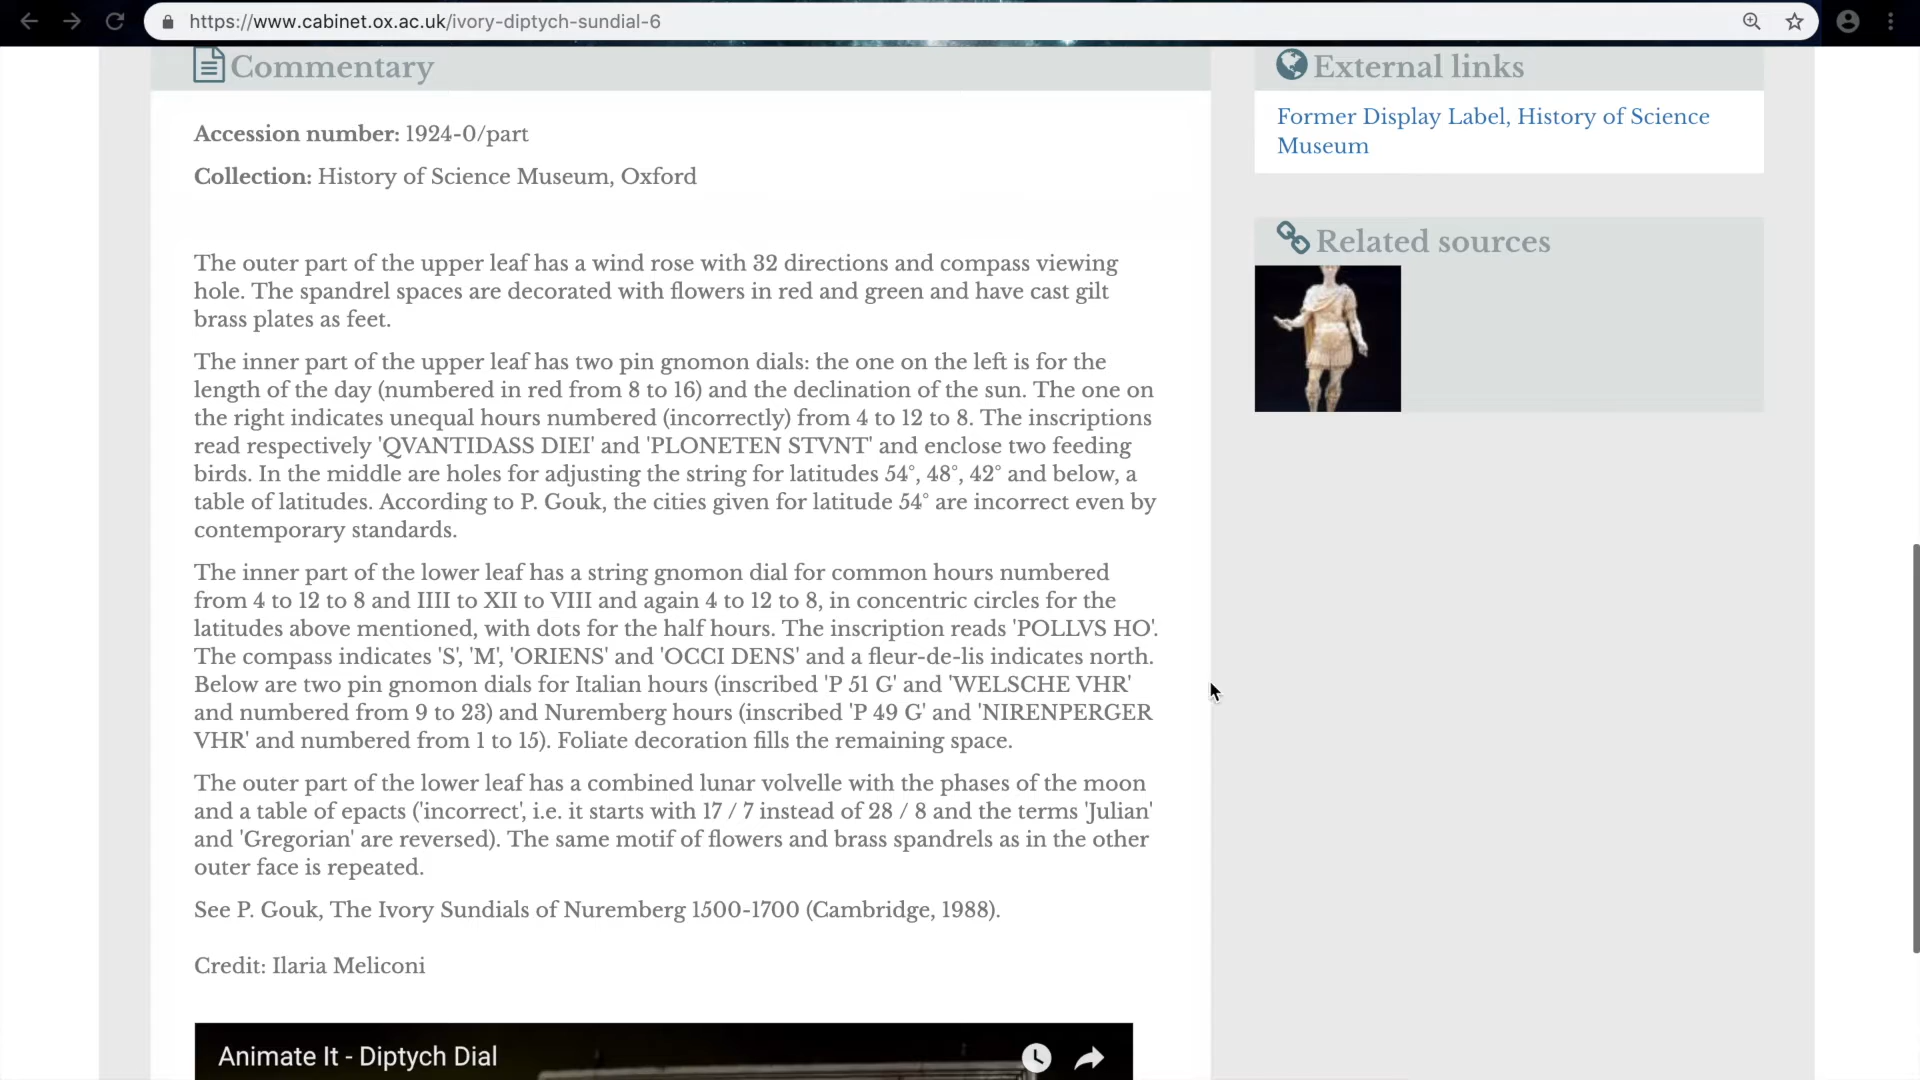 https://www.cabinet.ox.ac.uk/ivory-diptych-sundial-6
Commentary
Accession number: 1924-0/part
Collection: History of Science Museum, Oxford
The outer part of the upper leaf has a wind rose with 32 directions and compass viewing
hole. The spandrel spaces are decorated with flowers in red and green and have cast gilt
brass plates as feet.
The inner part of the upper leaf has two pin gnomon dials: the one on the left is for the
length of the day (numbered in red from 8 to 16) and the declination of the sun. The one on
the right indicates unequal hours numbered (incorrectly) from 4 to 12 to 8. The inscriptions
read respectively 'QVANTIDASS DIEI' and 'PLONETEN STVNT' and enclose two feeding
birds. In the middle are holes for adjusting the string for latitudes 54°, 48°, 42° and below, a
table of latitudes. According to P. Gouk, the cities given for latitude 54° are incorrect even by
contemporary standards.
The inner part of the lower leaf has a string gnomon dial for common hours numbered
from 4 to 12 to 8 and IIII to XII to VIII and again 4 to 12 to 8, in concentric circles for the
latitudes above mentioned, with dots for the half hours. The inscription reads 'POLLVS HO'.
The compass indicates 'S', 'M', 'ORIENS' and 'OCCI DENS' and a fleur-de-lis indicates north.
Below are two pin gnomon dials for Italian hours (inscribed 'P 51 G' and 'WELSCHE VHR'
and numbered from 9 to 23) and Nuremberg hours (inscribed 'P 49 G' and 'NIRENPERGER
VHR' and numbered from 1 to 15). Foliate decoration fills the remaining space.
The outer part of the lower leaf has a combined lunar volvelle with the phases of the moon
and a table of epacts ('incorrect', i.e. it starts with 17 / 7 instead of 28 / 8 and the terms 'Julian'
and 'Gregorian' are reversed). The same motif of flowers and brass spandrels as in the other
outer face is repeated.
See P. Gouk, The Ivory Sundials of Nuremberg 1500-1700 (Cambridge, 1988).
Credit: Ilaria Meliconi
Animate It - Diptych Dial
External links
Former Display Label, History of Science
Museum
Related sources